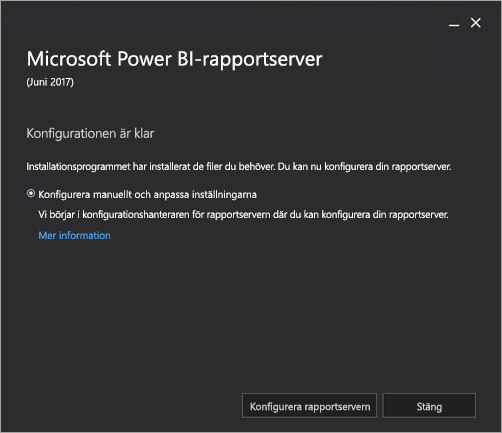 Microsoft Power BI-rapportserver
(Juni 2017)
Konfigurationen är klar
Installationsprogrammet har installerat de filer du behöver. Du kan nu konfigurera din rapportserver.
Konfigurera manuellt och anpassa inställningarna
Vi börjar i konfigurationshanteraren för rapportservern där du kan konfigurera din rapportserver.
Mer information
Konfigurera rapportservern
Stäng